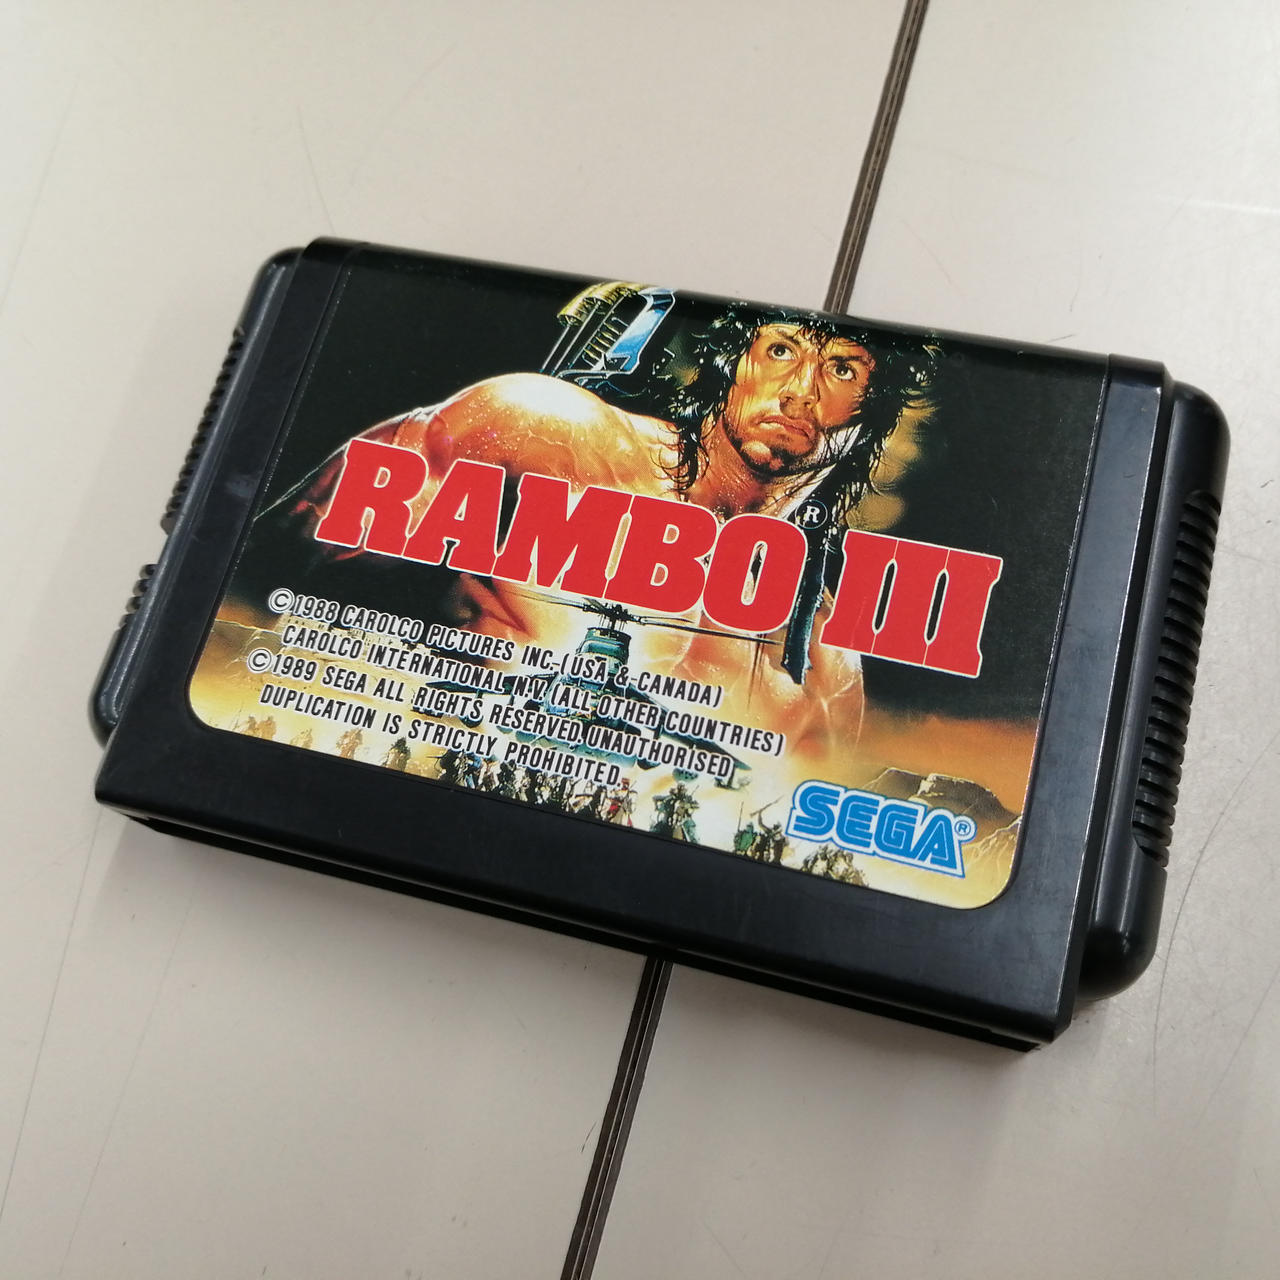 RAMBO® III
©1988 CAROLCO PICTURES INC.(USA & CANADA)
CAROLCO INTERNATIONAL N.V.(ALL OTHER COUNTRIES)
©1989 SEGA ALL RIGHTS RESERVED.UNAUTHORISED
DUPLICATION IS STRICTLY PROHIBITED.
SEGA®